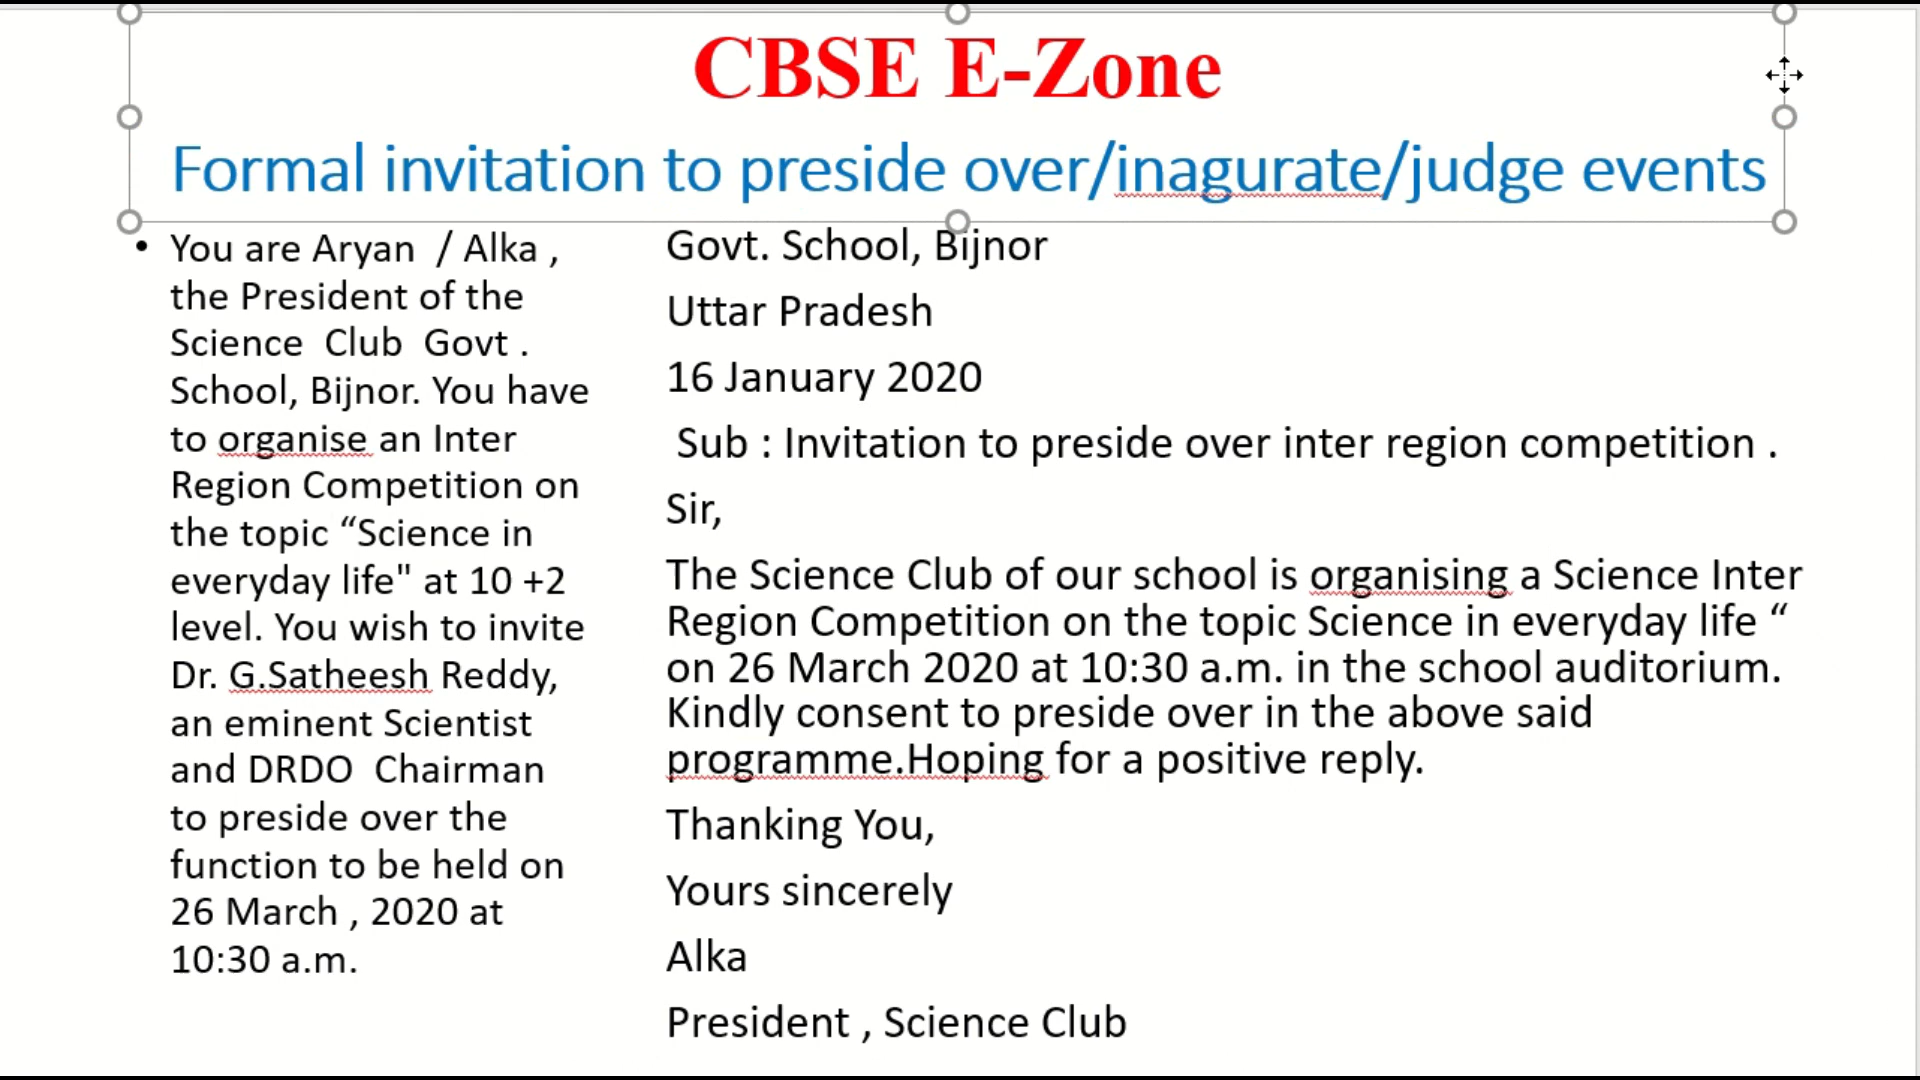 CBSE E-Zone
Formal invitation to preside over/inagurate/judge events
• You are Aryan / Alka ,
the President of the
Science Club Govt .
School, Bijnor. You have
to organise an Inter
Region Competition on
the topic “Science in
everyday life" at 10 +2
level. You wish to invite
Dr. G.Satheesh Reddy,
an eminent Scientist
and DRDO Chairman
to preside over the
function to be held on
26 March , 2020 at
10:30 a.m.
Govt. School, Bijnor
Uttar Pradesh
16 January 2020
Sub : Invitation to preside over inter region competition .
Sir,
The Science Club of our school is organising a Science Inter
Region Competition on the topic Science in everyday life “
on 26 March 2020 at 10:30 a.m. in the school auditorium.
Kindly consent to preside over in the above said
programme.Hoping for a positive reply.
Thanking You,
Yours sincerely
Alka
President , Science Club